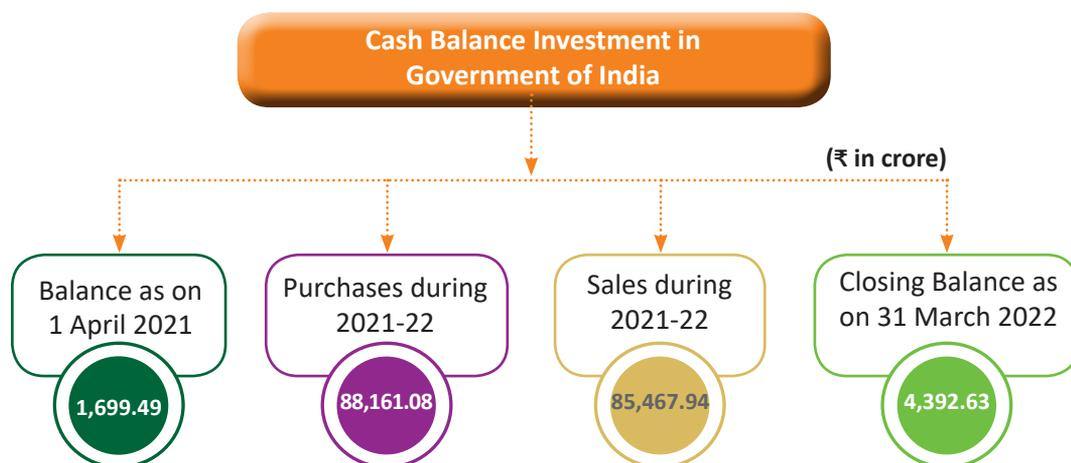 Cash Balance Investment in
Government of India
(₹ in crore)
Balance as on
1 April 2021
1,699.49
Purchases during
2021-22
88,161.08
Sales during
2021-22
85,467.94
Closing Balance as
on 31 March 2022
4,392.63